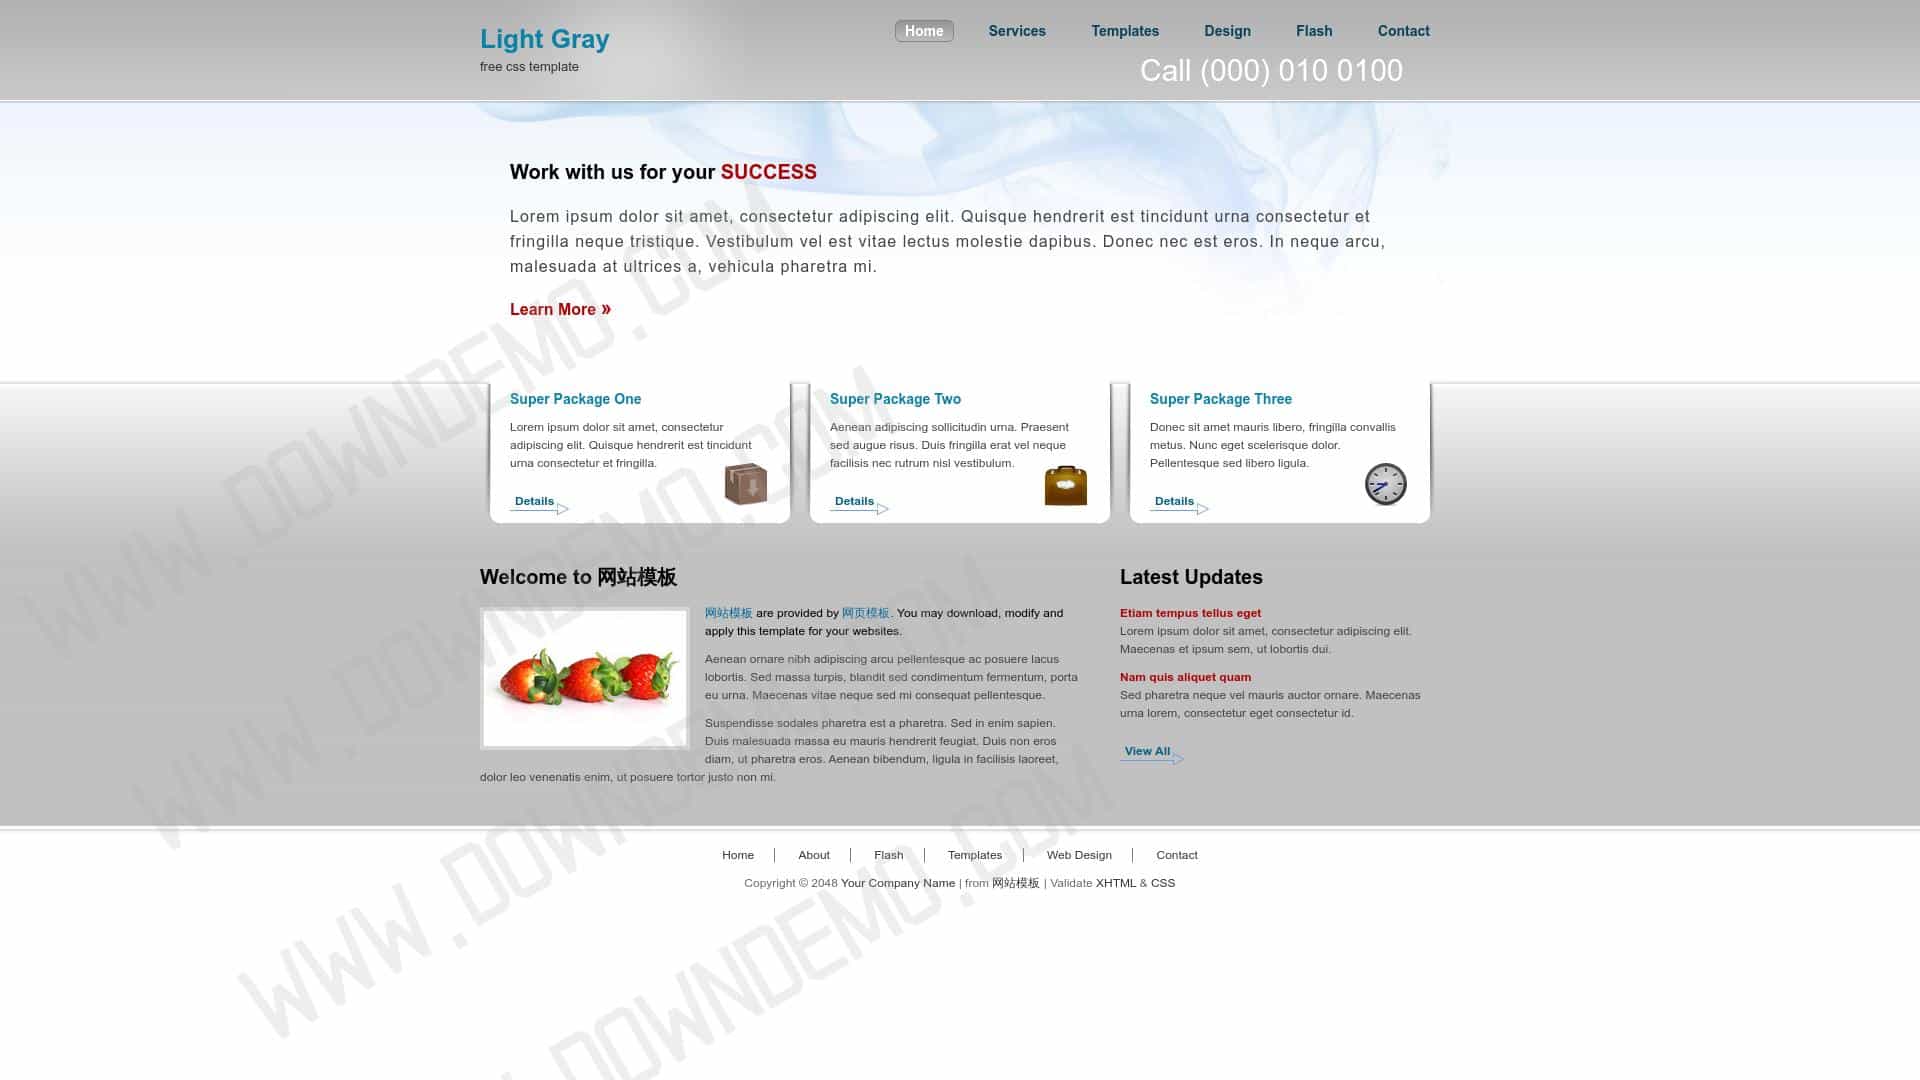 Light Gray
free css template
Home Services Templates Design Flash Contact
Call (000) 010 0100
Work with us for your SUCCESS
Lorem ipsum dolor sit amet, consectetur adipiscing elit. Quisque hendrerit est tincidunt urna consectetur et
fringilla neque tristique. Vestibulum vel est vitae lectus molestie dapibus. Donec nec est eros. In neque arcu,
malesuada at ultrices a, vehicula pharetra mi.
Learn More »
Super Package One
Lorem ipsum dolor sit amet, consectetur
adipiscing elit. Quisque hendrerit est tincidunt
urna consectetur et fringilla.
Details
Super Package Two
Aenean adipiscing sollicitudin urna. Praesent
sed augue risus. Duis fringilla erat vel neque
facilisis nec rutrum nisl vestibulum.
Details
Super Package Three
Donec sit amet mauris libero, fringilla convallis
metus. Nunc eget scelerisque dolor.
Pellentesque sed libero ligula.
Details
Welcome to 网站模板
网站模板 are provided by 网页模板. You may download, modify and
apply this template for your websites.
Aenean ornare nibh adipiscing arcu pellentesque ac posuere lacus
lobortis. Sed massa turpis, blandit sed condimentum fermentum, porta
eu urna. Maecenas vitae neque sed mi consequat pellentesque.
Suspendisse sodales pharetra est a pharetra. Sed in enim sapien.
Duis malesuada massa eu mauris hendrerit feugiat. Duis non eros
diam, ut pharetra eros. Aenean bibendum, ligula in facilisis laoreet,
dolor leo venenatis enim, ut posuere tortor justo non mi.
Latest Updates
Etiam tempus tellus eget
Lorem ipsum dolor sit amet, consectetur adipiscing elit.
Maecenas et ipsum sem, ut lobortis dui.
Nam quis aliquet quam
Sed pharetra neque vel mauris auctor ornare. Maecenas
urna lorem, consectetur eget consectetur id.
View All
Home About Flash Templates Web Design Contact
Copyright © 2048 Your Company Name | from 网站模板 | Validate XHTML & CSS
WWW.DOWNDEMO.COM
WWW.DOWNDEMO.COM
WWW.DOWNDEMO.COM
.DOWNDEMO.COM